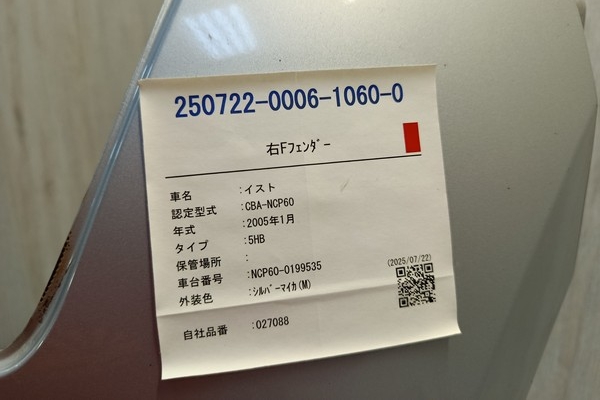 250722-0006-1060-0
右Fﾌｪﾝﾀﾞｰ
車名 :イスト
認定型式 :CBA-NCP60
年式 :2005年1月
タイプ :5HB
保管場所 :
車台番号 :NCP60-0199535
外装色 :ｼﾙﾊﾞｰﾏｲｶ(M)
(2025/07/22)
自社品番 :027088